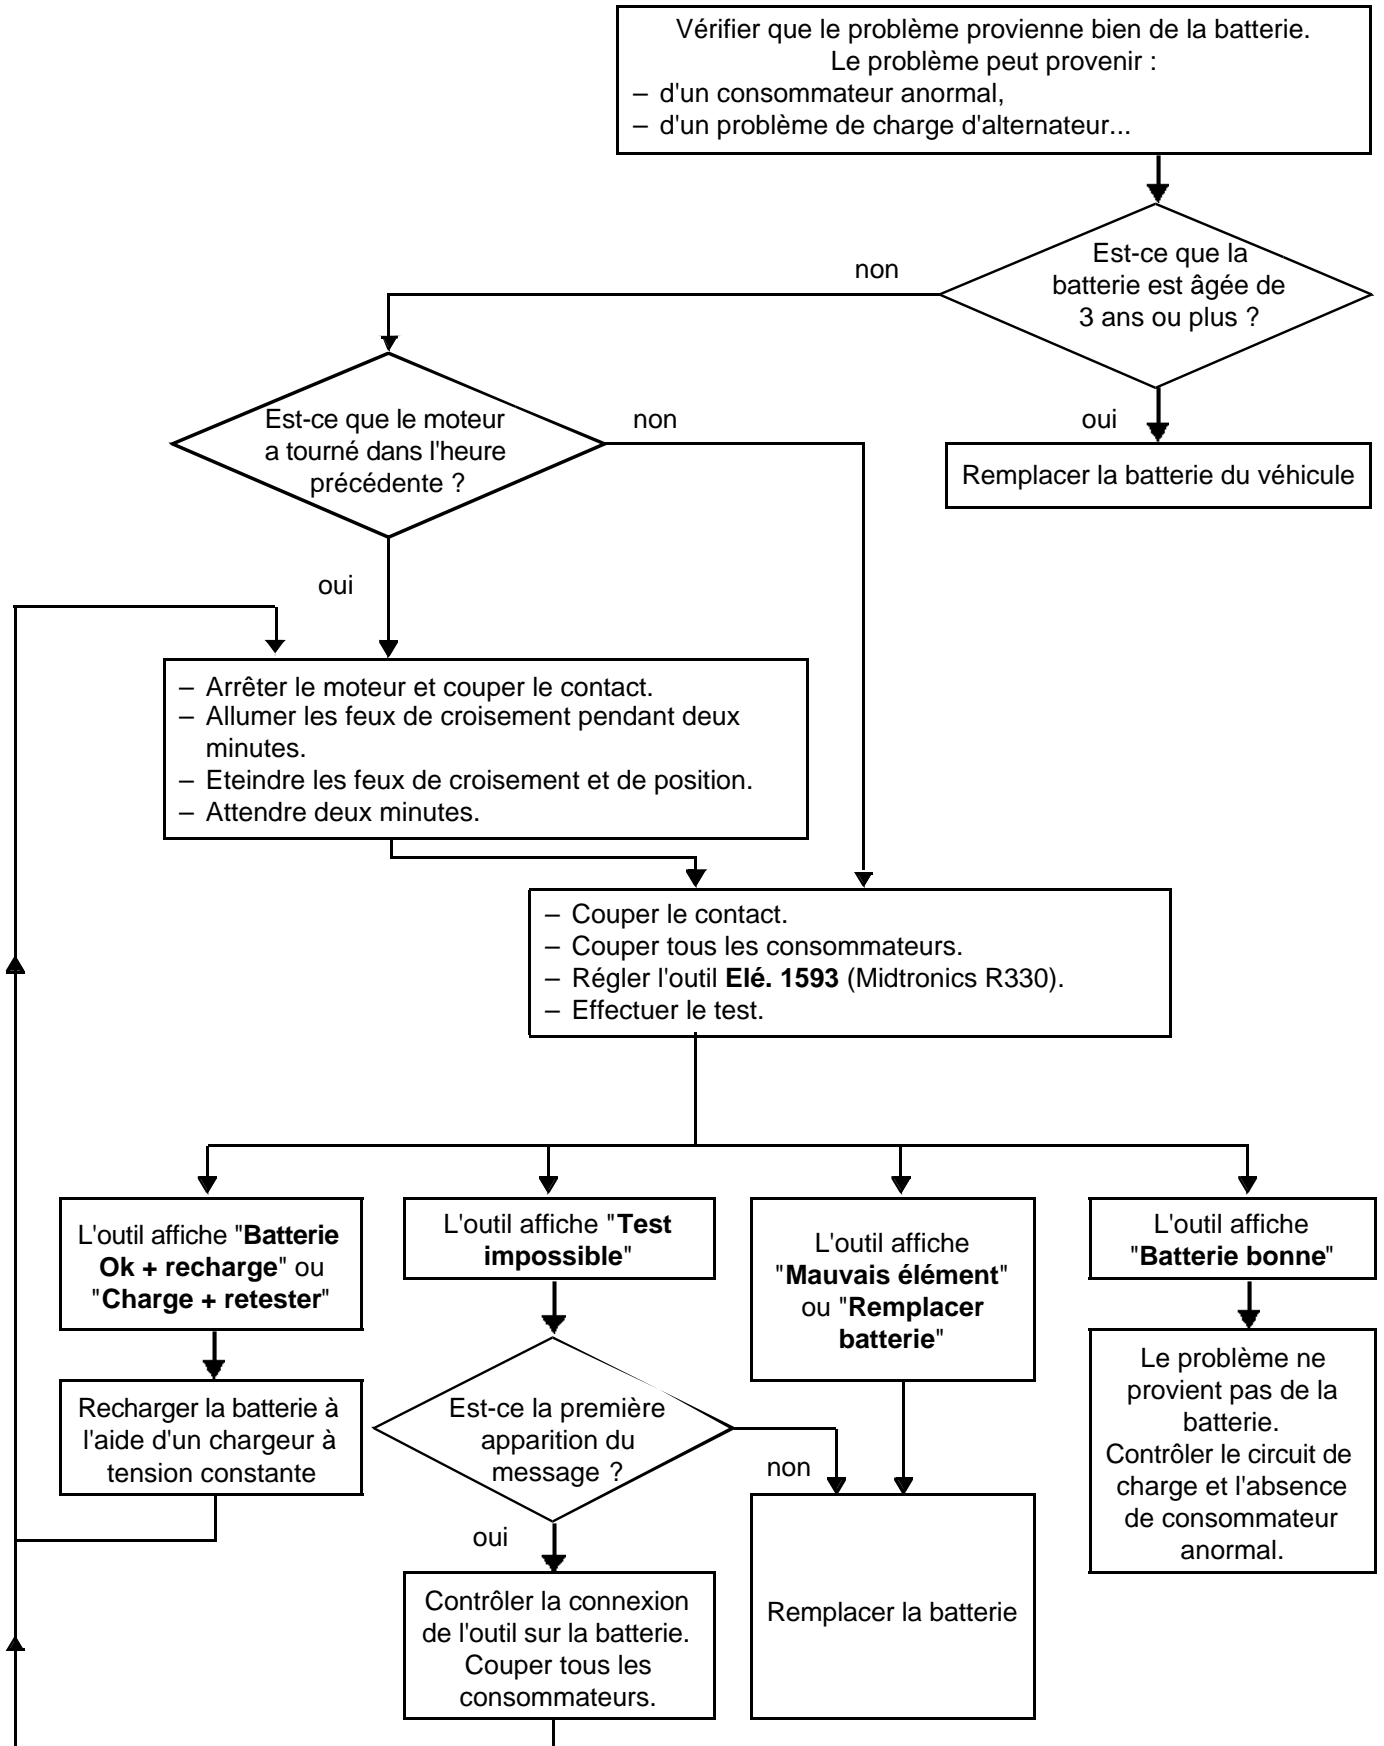 Vérifier que le problème provienne bien de la batterie.
Le problème peut provenir :
– d'un consommateur anormal,
– d'un problème de charge d'alternateur...
Est-ce que la
batterie est âgée de
3 ans ou plus ?
non
oui
Remplacer la batterie du véhicule
Est-ce que le moteur
a tourné dans l'heure
précédente ?
non
oui
– Arrêter le moteur et couper le contact.
– Allumer les feux de croisement pendant deux
minutes.
– Eteindre les feux de croisement et de position.
– Attendre deux minutes.
– Couper le contact.
– Couper tous les consommateurs.
– Régler l'outil Elé. 1593 (Midtronics R330).
– Effectuer le test.
L'outil affiche "Batterie
Ok + recharge" ou
"Charge + retester"
Recharger la batterie à
l'aide d'un chargeur à
tension constante
L'outil affiche "Test
impossible"
Est-ce la première
apparition du
message ?
non
oui
Contrôler la connexion
de l'outil sur la batterie.
Couper tous les
consommateurs.
L'outil affiche
"Mauvais élément"
ou "Remplacer
batterie"
Remplacer la batterie
L'outil affiche
"Batterie bonne"
Le problème ne
provient pas de la
batterie.
Contrôler le circuit de
charge et l'absence
de consommateur
anormal.